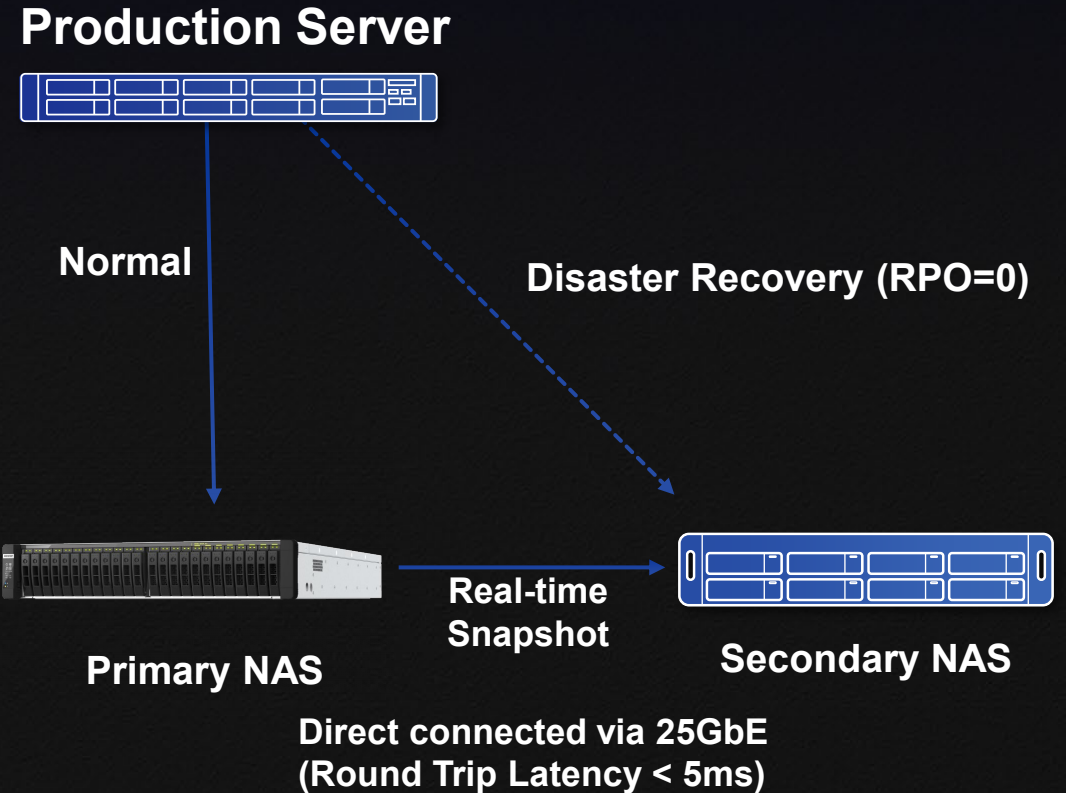 Production Server
Normal
Disaster Recovery (RPO=0)
Real-time
Snapshot
Primary NAS
Secondary NAS
Direct connected via 25GbE
(Round Trip Latency < 5ms)